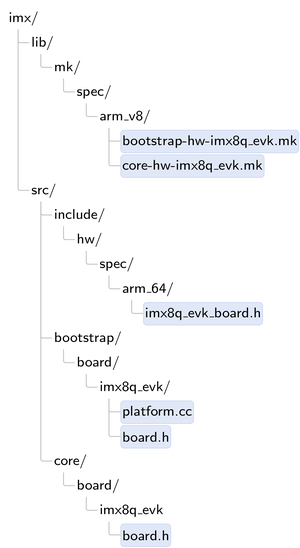 imx/
lib/
mk/
spec/
arm_v8/
bootstrap-hw-imx8q_evk.mk
core-hw-imx8q_evk.mk
src/
include/
hw/
spec/
arm_64/
imx8q_evk_board.h
bootstrap/
board/
imx8q_evk/
platform.cc
board.h
core/
board/
imx8q_evk
board.h